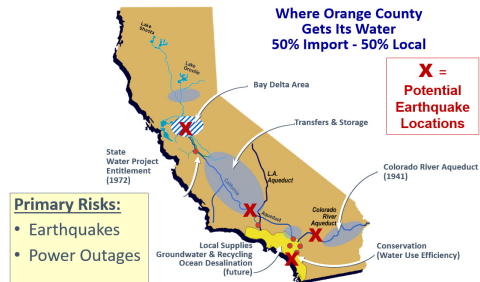 Where Orange County
Gets Its Water
50% Import - 50% Local
Lake
Shasta
Lake
Oroville
Bay Delta Area
X =
Potential
Earthquake
Locations
Transfers & Storage
State
Water Project
Entitlement
(1972)
L.A.
Aqueduct
California
Aqueduct
Colorado River Aqueduct
(1941)
Colorado
River
Aqueduct
Primary Risks:
• Earthquakes
• Power Outages
Local Supplies
Groundwater & Recycling
Ocean Desalination
(future)
Conservation
(Water Use Efficiency)